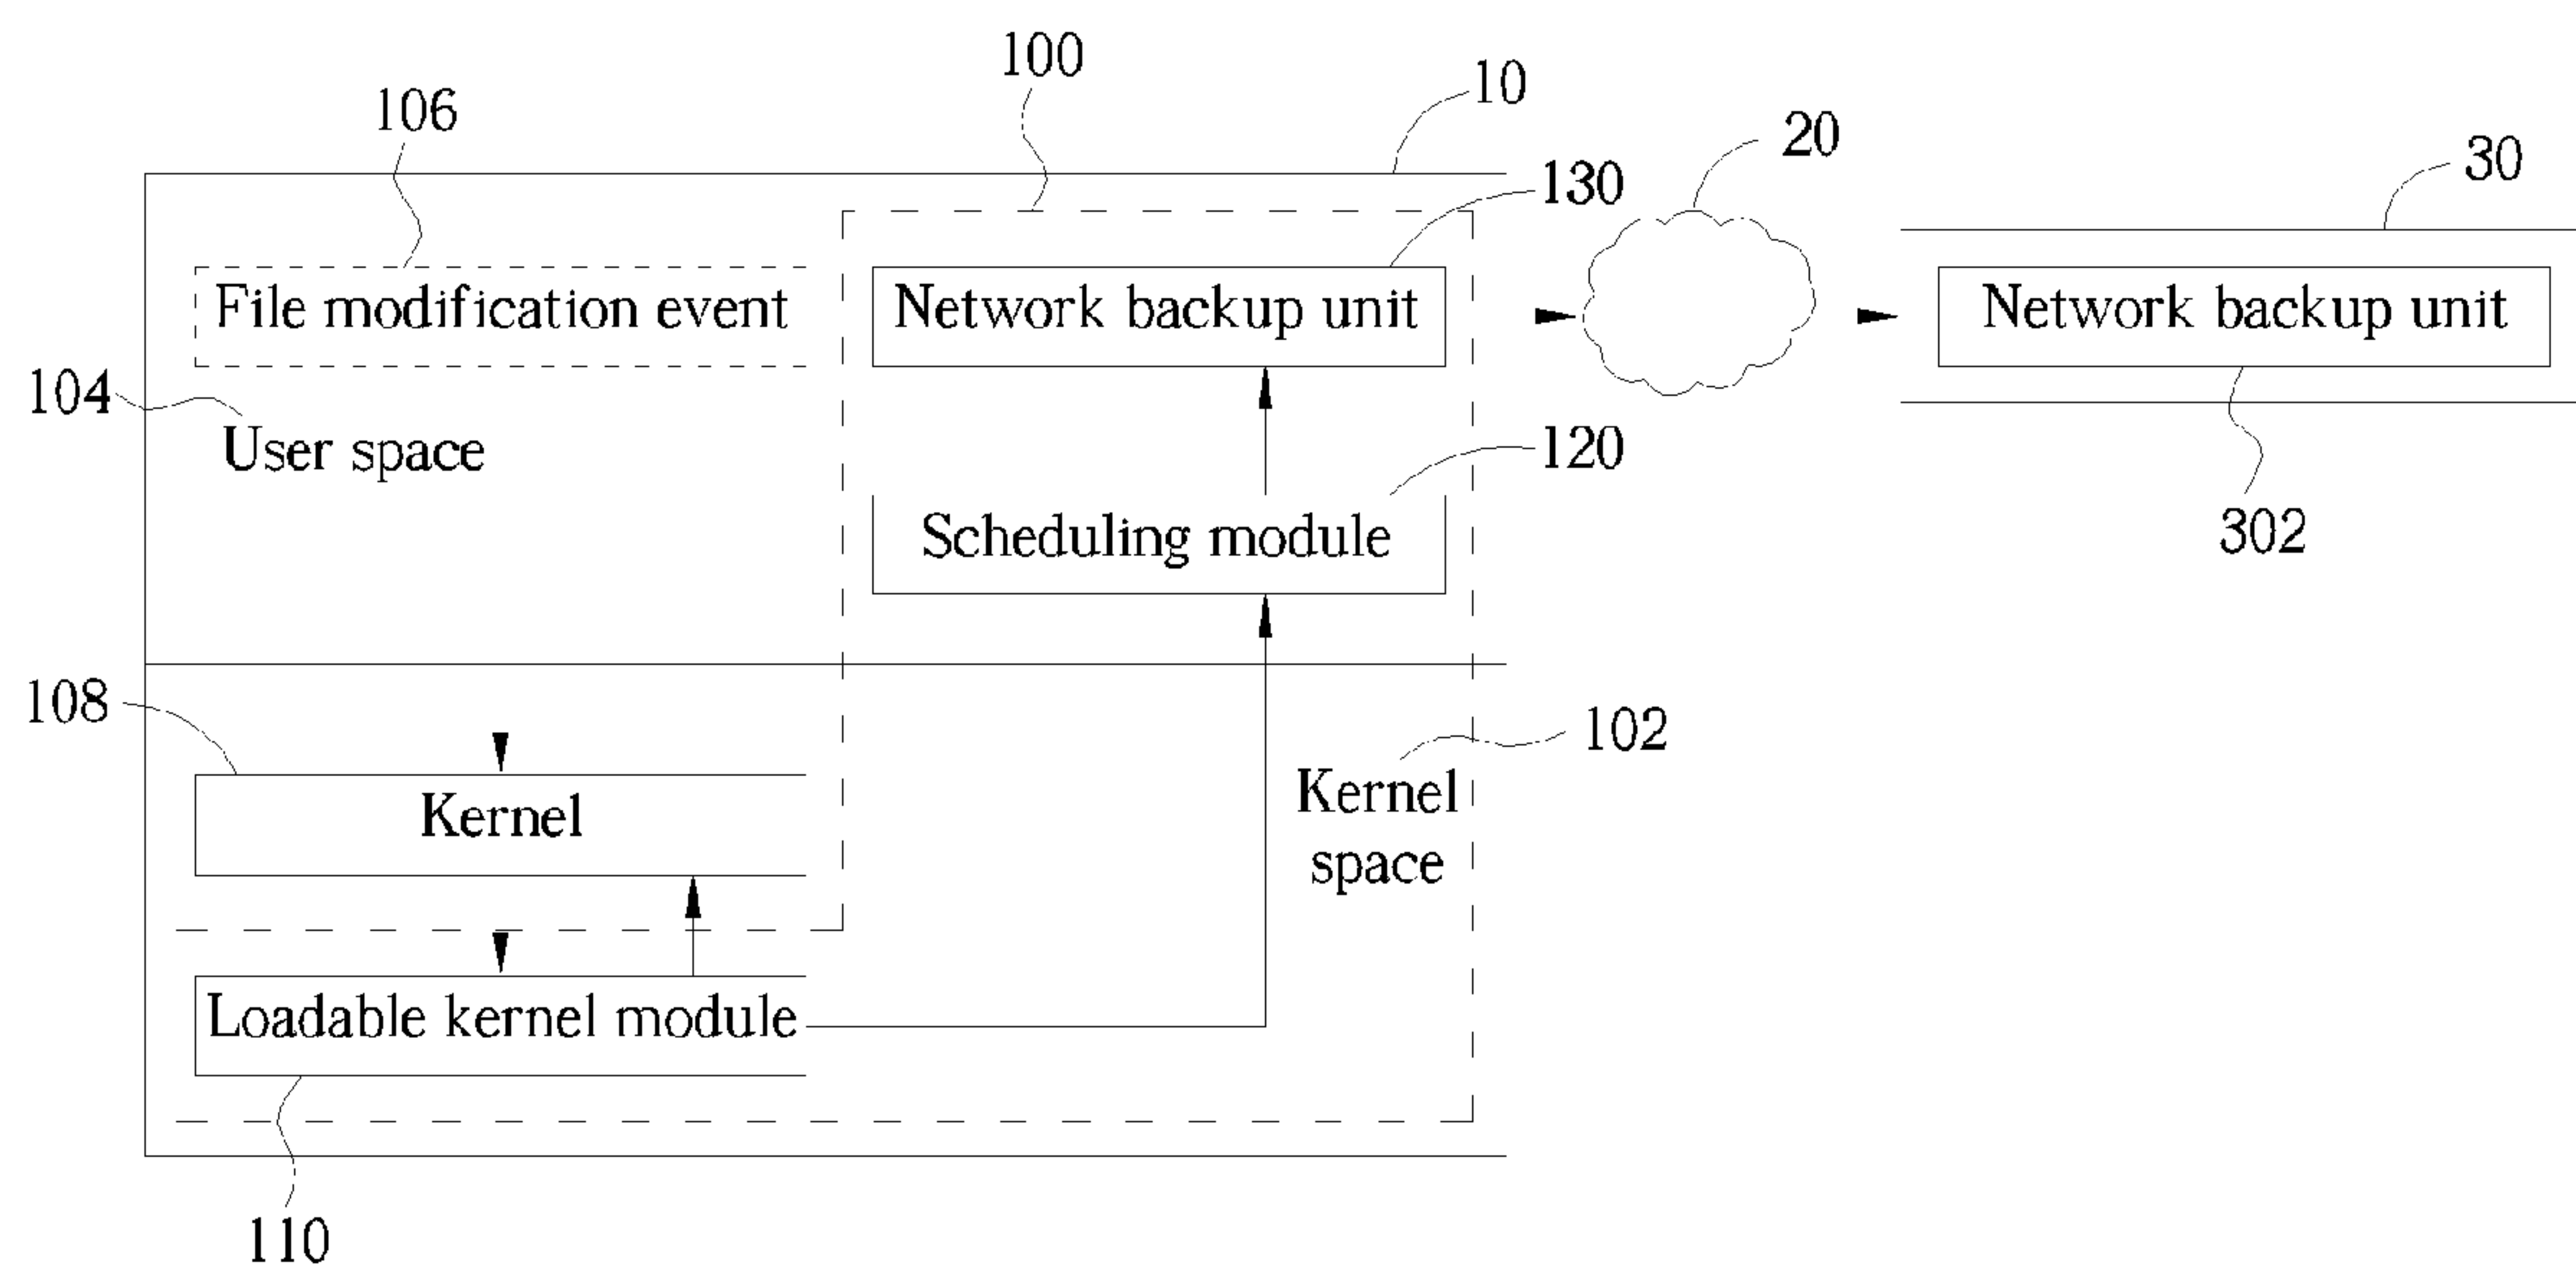 100
10
106
20
30
130
File modification event
Network backup unit
Network backup unit
104
User space
120
Scheduling module
302
108
102
Kernel
space
Kernel
Loadable kernel module
110